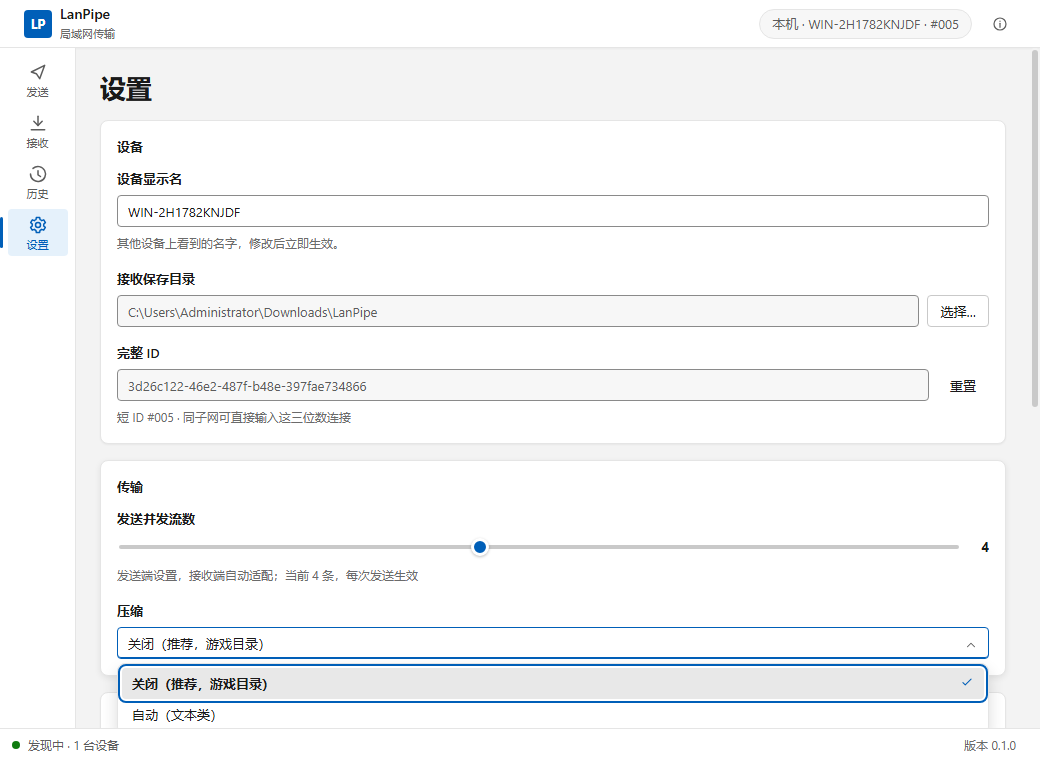 LP
LanPipe
局域网传输
本机 · WIN-2H1782KNJDF · #005
发送
接收
历史
设置
设置
设备
设备显示名
WIN-2H1782KNJDF
其他设备上看到的名字，修改后立即生效。
接收保存目录
C:\Users\Administrator\Downloads\LanPipe
选择...
完整 ID
3d26c122-46e2-487f-b48e-397fae734866
重置
短 ID #005 · 同子网可直接输入这三位数连接
传输
发送并发流数
4
发送端设置，接收端自动适配；当前 4 条，每次发送生效
压缩
关闭（推荐，游戏目录）
关闭（推荐，游戏目录）
自动（文本类）
发现中 · 1 台设备
版本 0.1.0